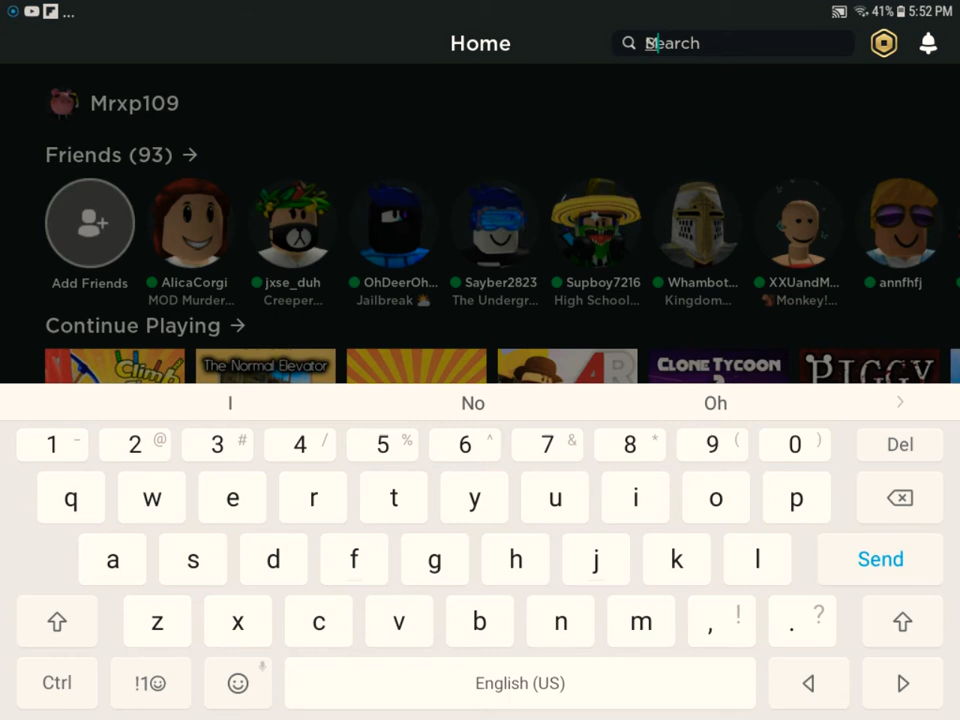 ... 41% 5:52 PM
Home
Search
Mrxp109
Friends (93) →
Add Friends
AlicaCorgi
MOD Murder...
jxse_duh
Creeper...
OhDeerOh...
Jailbreak
Sayber2823
The Undergr...
Supboy7216
High School...
Whambot...
Kingdom...
XXUandM...
Monkey!...
annfhfj
Continue Playing →
Climb
The Normal Elevator
CLONE TYCOON
PIGGY
I No Oh >
1 - 2 @ 3 # 4 / 5 % 6 ^ 7 & 8 * 9 ( 0 ) Del
q w e r t y u i o p
a s d f g h j k l Send
z x c v b n m , ! . ?
Ctrl !1☺ English (US)